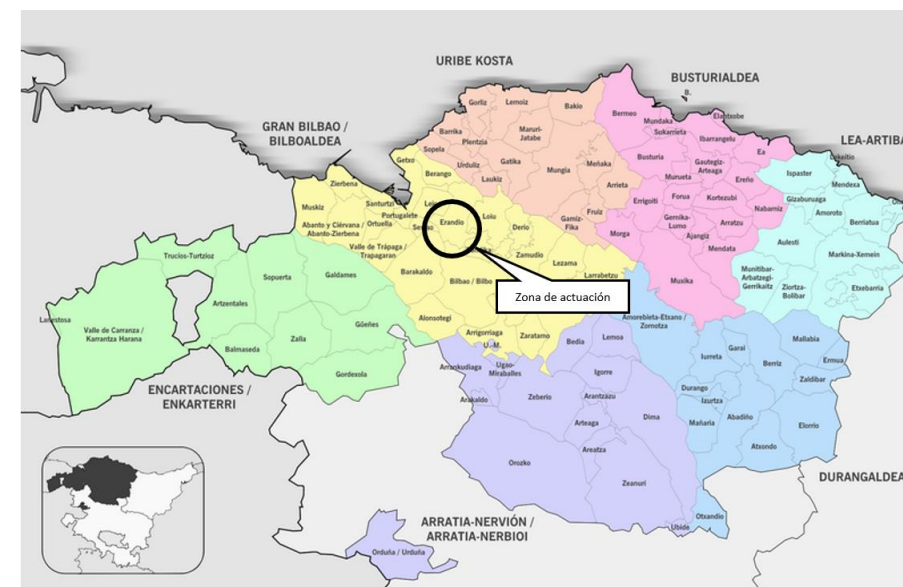 URIBE KOSTA
BUSTURIALDEA
B.
GRAN BILBAO /
BILBOALDEA
LEA-ARTIBA
Gorliz
Lemoiz
Bakio
Bermeo
Mundaka
Elantxobe
Sukarrieta
Ibarrangelu
Barrika
Plentzia
Maruri-
Jatabe
Sopela
Getxo
Urduliz
Gatika
Mungia
Meñaka
Busturia
Gautegiz-
Arteaga
Ea
Lekeitio
Ispaster
Mendexa
Berango
Laukiz
Arrieta
Murueta
Ereño
Zierbena
Muskiz
Santurtzi
Portugalete
Erandio
Loiu
Derio
Fruiz
Gamiz-
Fika
Errigoiti
Forua
Kortezubi
Nabarniz
Gizaburuaga
Amoroto
Berriatua
Abanto y Ciérvana /
Abanto-Zierbena
Ortuella
Gernika-
Lumo
Arratzu
Ajangiz
Morga
Mendata
Aulesti
Markina-Xemein
Valle de Trápaga /
Trapagaran
Zamudio
Lezama
Larrabetzu
Barakaldo
Bilbao / Bilbo
Zona de actuación
Muxika
Munitibar-
Arbatzegi-
Gerrikaitz
Ziortza-
Bolibar
Etxebarria
Trucios-Turtzioz
Sopuerta
Galdames
Artzentales
Lanestosa
Valle de Carranza /
Karrantza Harana
Zalla
Güeñes
Balmaseda
Gordexola
Alonsotegi
Arrigorriaga
U.-M.
Zaratamo
Amorebieta-Etxano /
Zornotza
Bedia
Lemoa
Iurreta
Garai
Berriz
Mallabia
Ermua
Zaldibar
Arrankudiaga
Ugao-
Miraballes
Igorre
Durango
Izurtza
Arakaldo
Zeberio
Arantzazu
Dima
Mañaria
Abadiño
Elorrio
ENCARTACIONES /
ENKARTERRI
Arteaga
Areatza
Atxondo
Orozko
Zeanuri
DURANGALDEA
Otxandio
Ubide
ARRATIA-NERVIÓN /
ARRATIA-NERBIOI
Orduña / Urduña